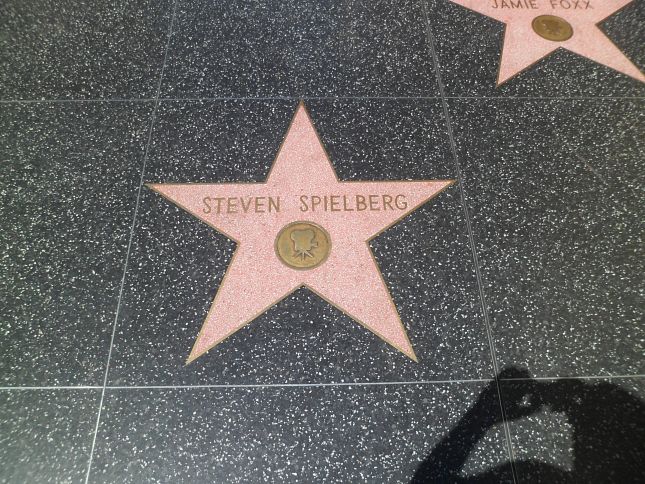 JAMIE FOXX
STEVEN SPIELBERG